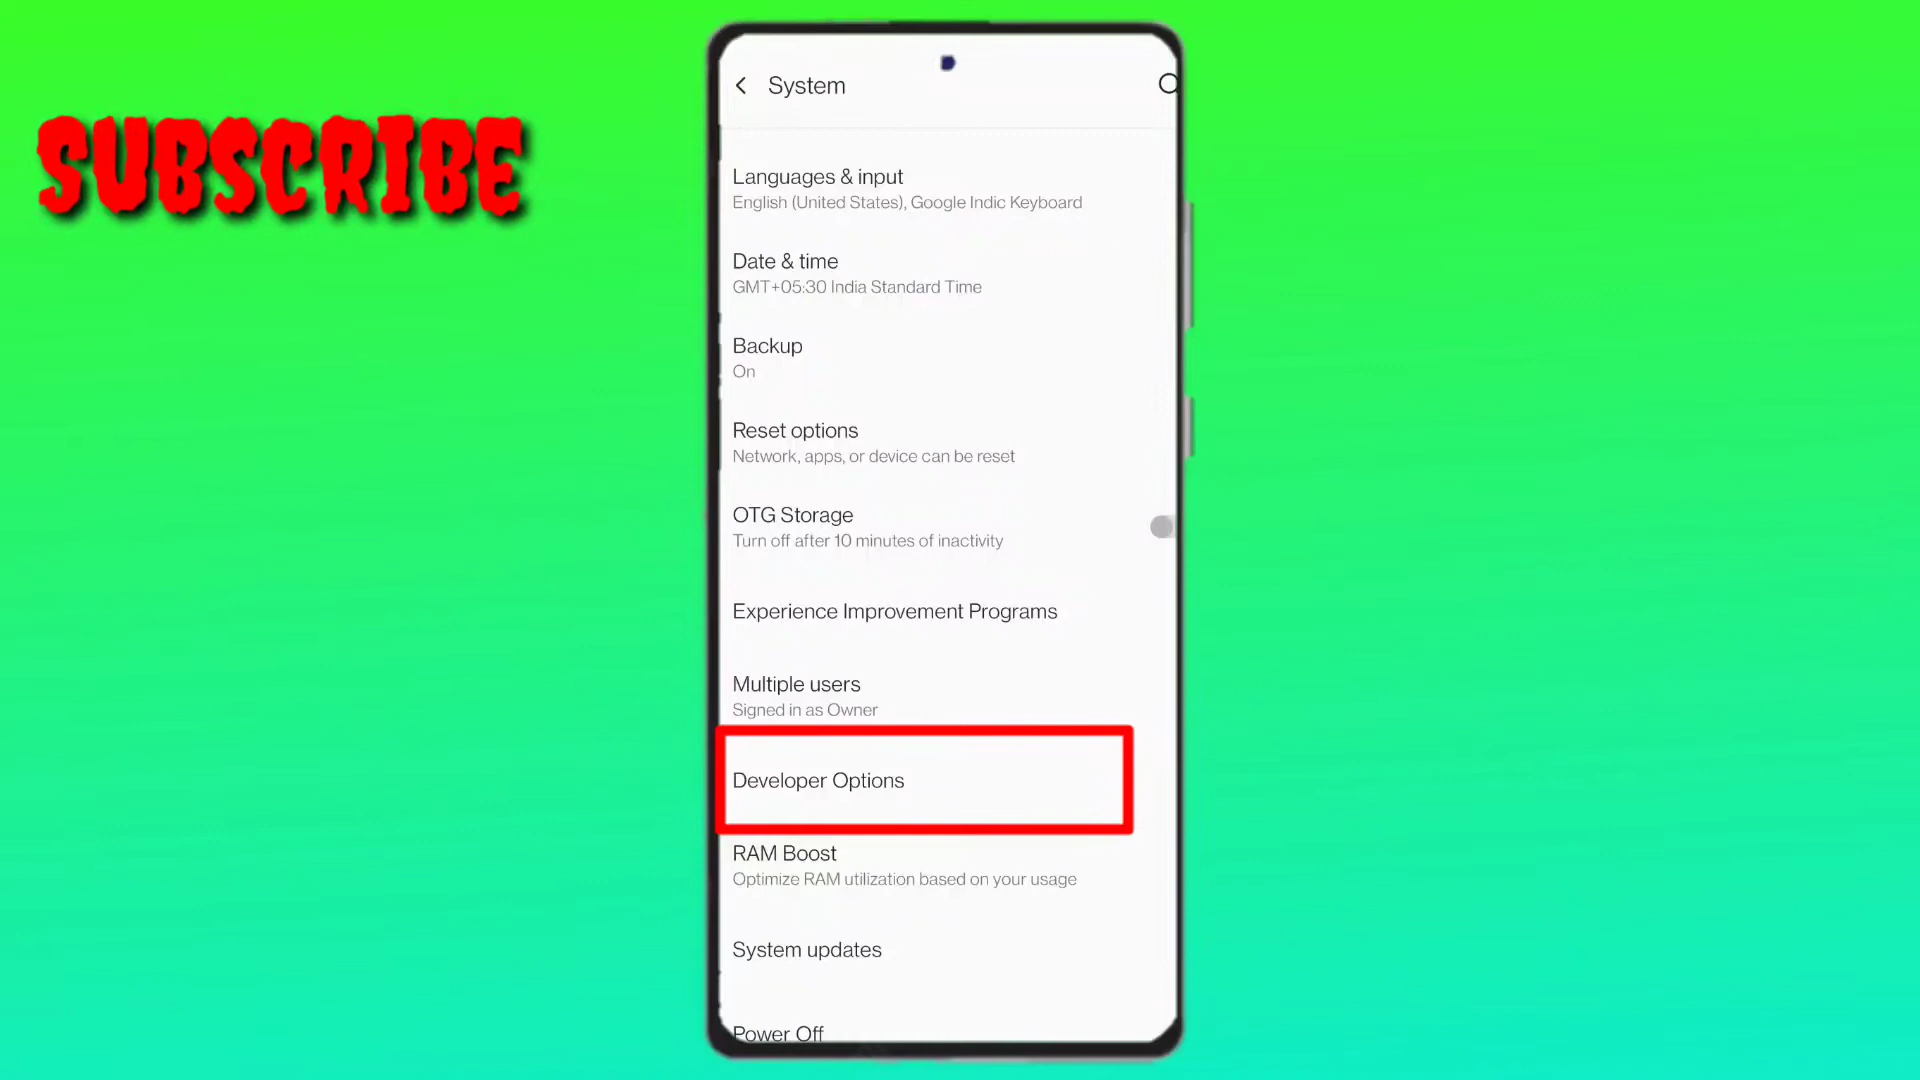 SUBSCRIBE
System
Languages & input
English (United States), Google Indic Keyboard
Date & time
GMT+05:30 India Standard Time
Backup
On
Reset options
Network, apps, or device can be reset
OTG Storage
Turn off after 10 minutes of inactivity
Experience Improvement Programs
Multiple users
Signed in as Owner
Developer Options
RAM Boost
Optimize RAM utilization based on your usage
System updates
Power Off